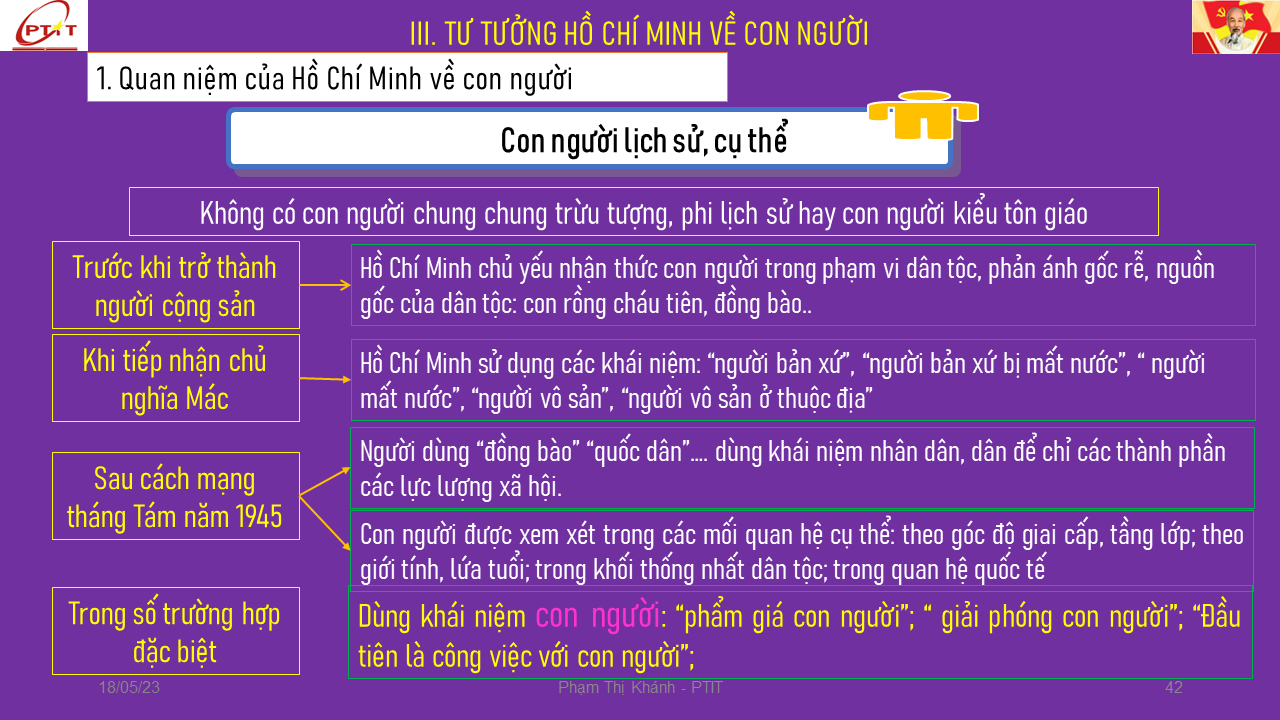 PTIT
III. TƯ TƯỞNG HỒ CHÍ MINH VỀ CON NGƯỜI
1. Quan niệm của Hồ Chí Minh về con người
Con người lịch sử, cụ thể
Không có con người chung chung trừu tượng, phi lịch sử hay con người kiểu tôn giáo
Trước khi trở thành
người cộng sản
Hồ Chí Minh chủ yếu nhận thức con người trong phạm vi dân tộc, phản ánh gốc rễ, nguồn
gốc của dân tộc: con rồng cháu tiên, đồng bào..
Khi tiếp nhận chủ
nghĩa Mác
Hồ Chí Minh sử dụng các khái niệm: “người bản xứ”, “người bản xứ bị mất nước”, “ người
mất nước”, “người vô sản”, “người vô sản ở thuộc địa”
Sau cách mạng
tháng Tám năm 1945
Người dùng “đồng bào” “quốc dân”.... dùng khái niệm nhân dân, dân để chỉ các thành phần
các lực lượng xã hội.
Con người được xem xét trong các mối quan hệ cụ thể: theo góc độ giai cấp, tầng lớp; theo
giới tính, lứa tuổi; trong khối thống nhất dân tộc; trong quan hệ quốc tế
Trong số trường hợp
đặc biệt
Dùng khái niệm con người: “phẩm giá con người”; “ giải phóng con người”; “Đầu
tiên là công việc với con người”;
18/05/23
Phạm Thị Khánh - PTIT
42